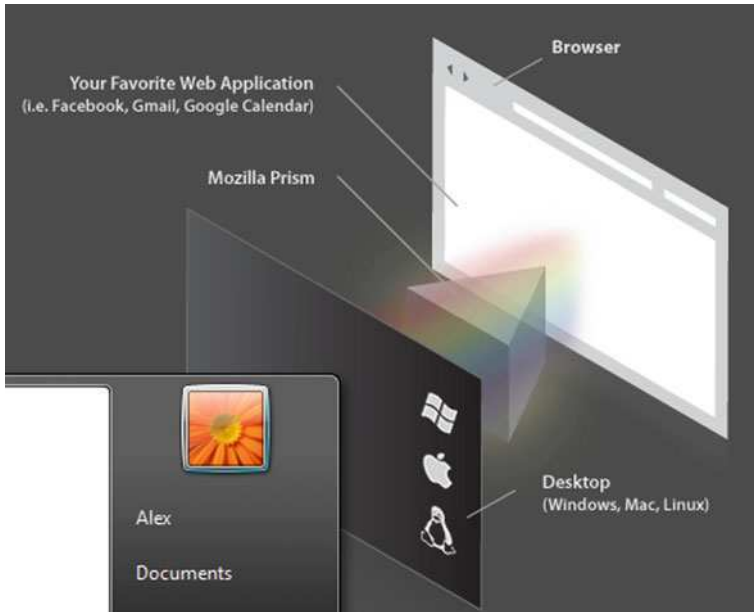 Browser
Your Favorite Web Application
(i.e. Facebook, Gmail, Google Calendar)
Mozilla Prism
Desktop
(Windows, Mac, Linux)
Alex
Documents